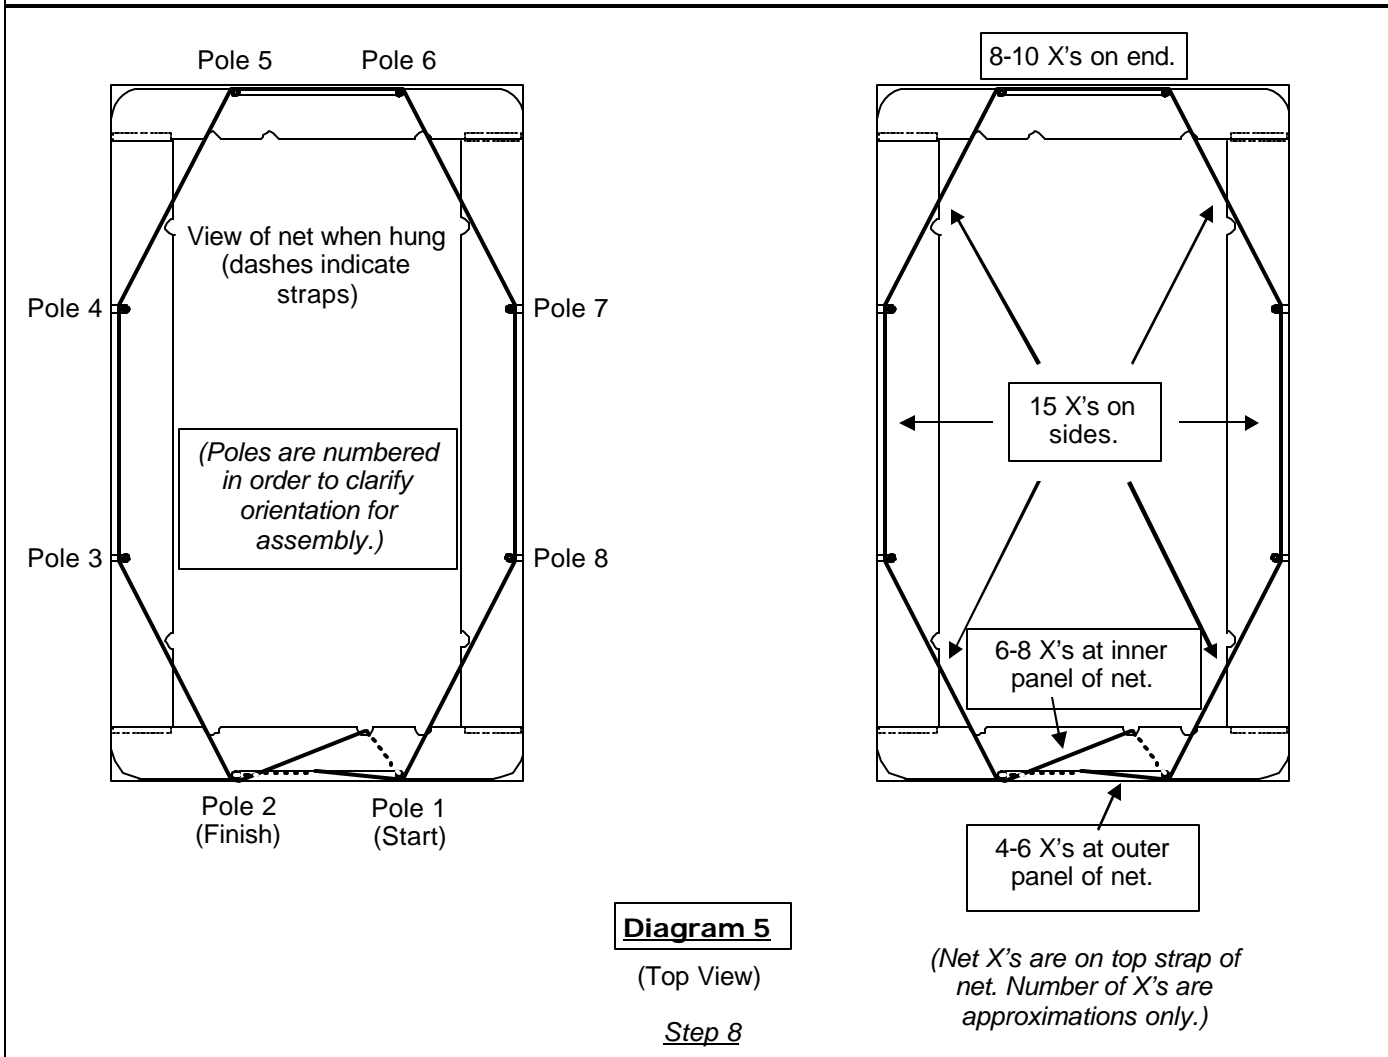 Pole 5
Pole 6
View of net when hung
(dashes indicate
straps)
Pole 4
Pole 7
(Poles are numbered
in order to clarify
orientation for
assembly.)
Pole 3
Pole 8
Pole 2
(Finish)
Pole 1
(Start)
8-10 X's on end.
15 X's on
sides.
6-8 X's at inner
panel of net.
4-6 X's at outer
panel of net.
Diagram 5
(Top View)
Step 8
(Net X's are on top strap of
net. Number of X's are
approximations only.)